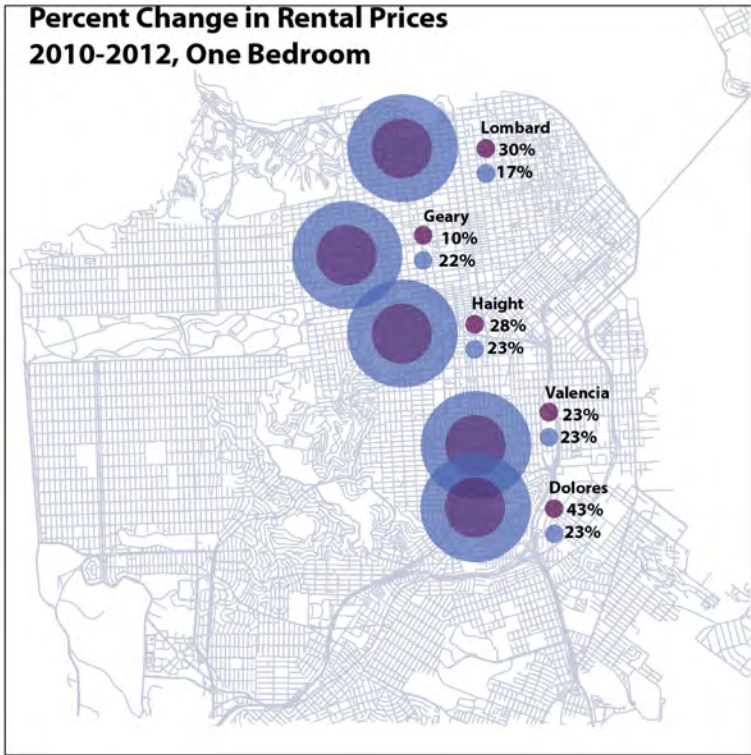 Percent Change in Rental Prices
2010-2012, One Bedroom
Lombard
30%
17%
Geary
10%
22%
Haight
28%
23%
Valencia
23%
23%
Dolores
43%
23%